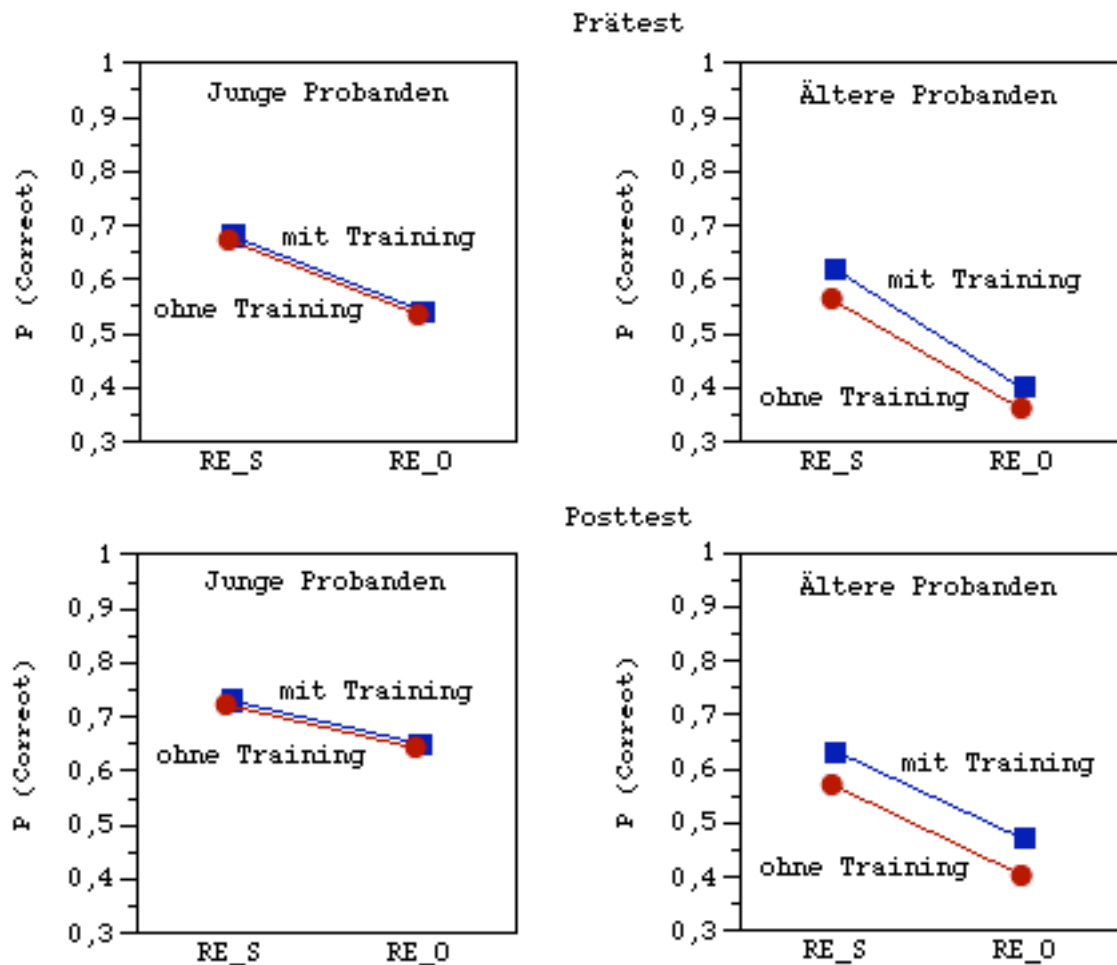 Prätest
Junge Probanden
P (Correct)
1
0,9
0,8
0,7
0,6
0,5
0,4
0,3
mit Training
ohne Training
RE_S RE_O
Ältere Probanden
P (Correct)
1
0,9
0,8
0,7
0,6
0,5
0,4
0,3
mit Training
ohne Training
RE_S RE_O
Posttest
Junge Probanden
P (Correct)
1
0,9
0,8
0,7
0,6
0,5
0,4
0,3
mit Training
ohne Training
RE_S RE_O
Ältere Probanden
P (Correct)
1
0,9
0,8
0,7
0,6
0,5
0,4
0,3
mit Training
ohne Training
RE_S RE_O